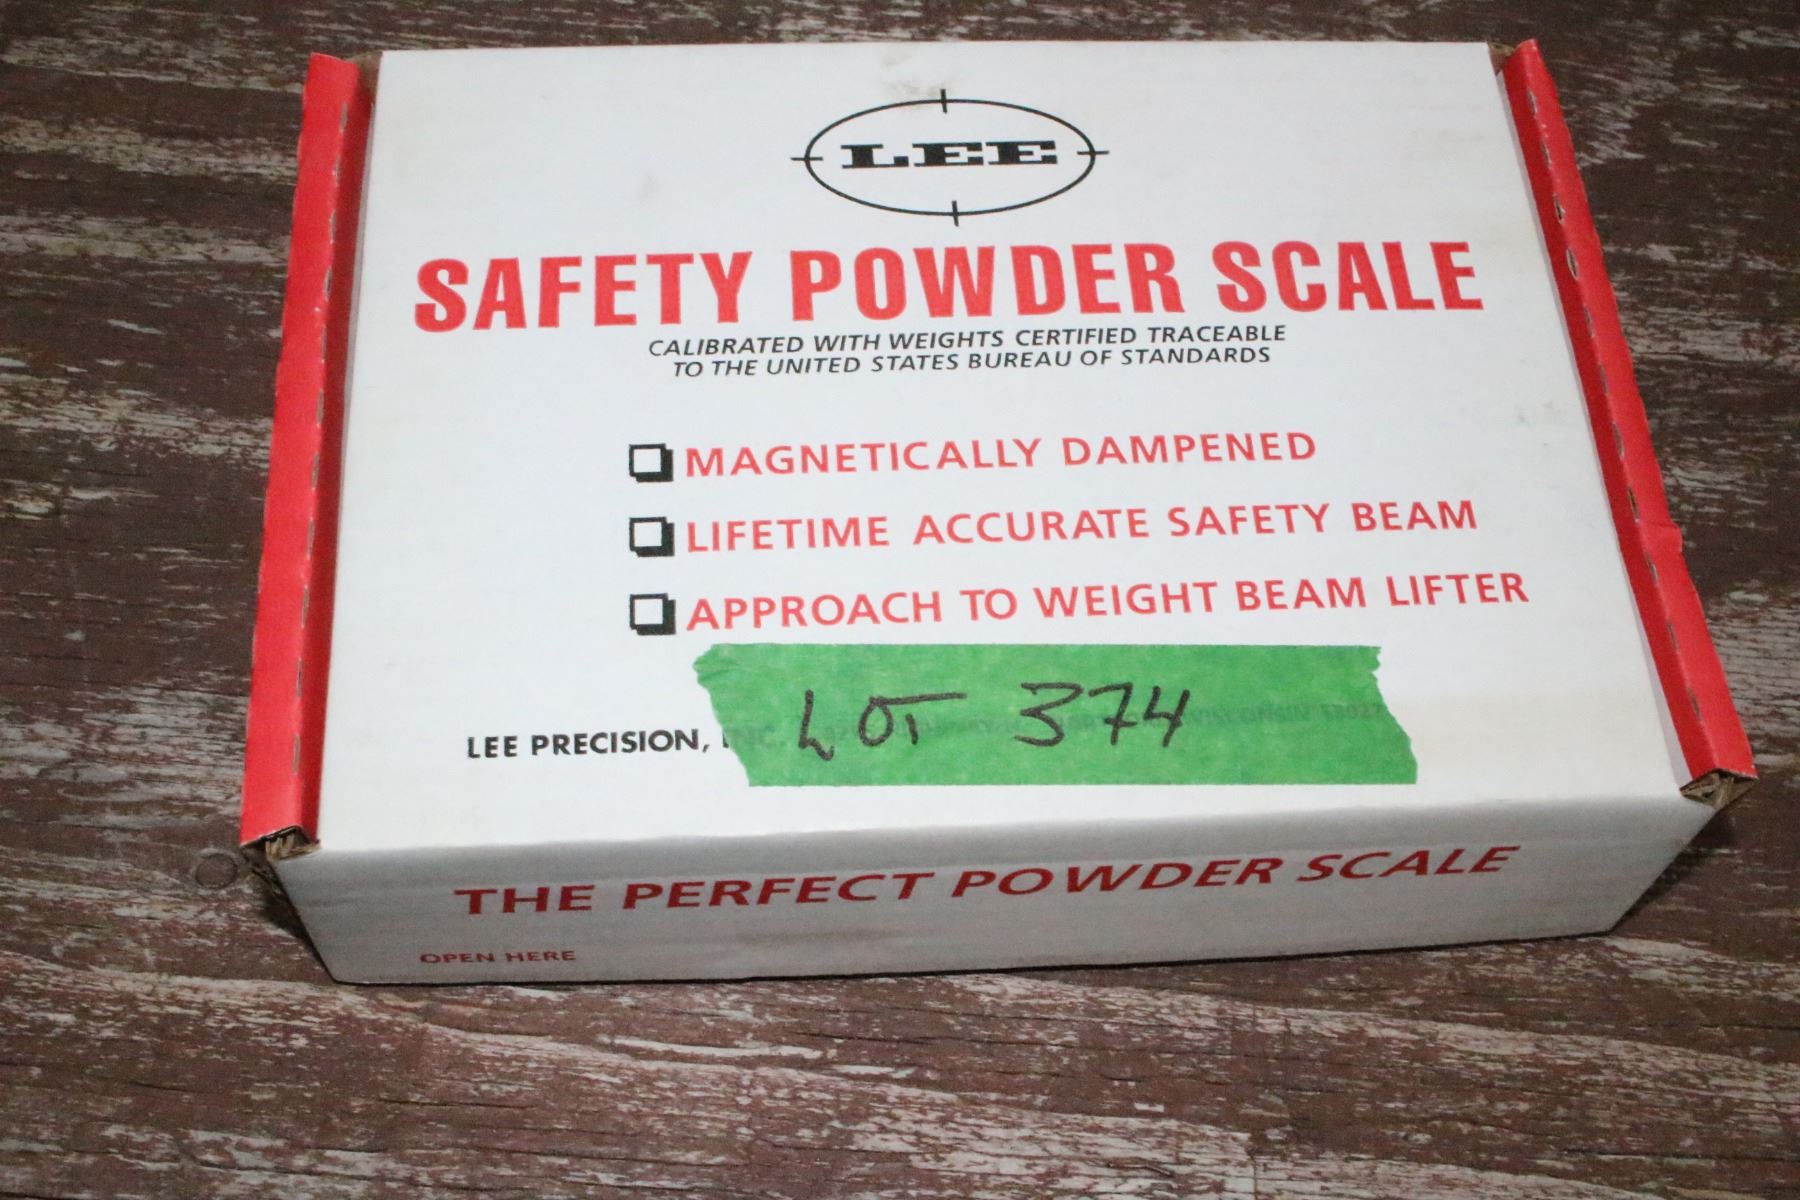 LEE
SAFETY POWDER SCALE
CALIBRATED WITH WEIGHTS CERTIFIED TRACEABLE
TO THE UNITED STATES BUREAU OF STANDARDS
MAGNETICALLY DAMPENED
LIFETIME ACCURATE SAFETY BEAM
APPROACH TO WEIGHT BEAM LIFTER
LEE PRECISION, INC.
LOT 374
THE PERFECT POWDER SCALE
OPEN HERE